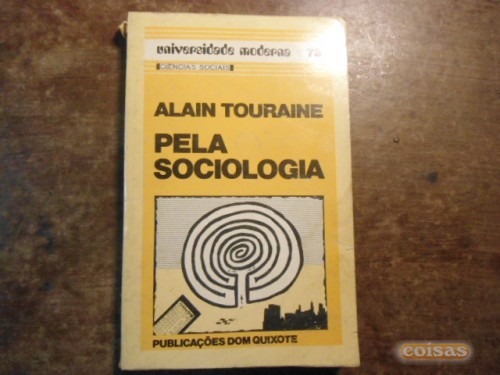 universidade moderna - 73
CIÊNCIAS SOCIAIS
ALAIN TOURAINE
PELA
SOCIOLOGIA
PUBLICAÇÕES DOM QUIXOTE
coisas